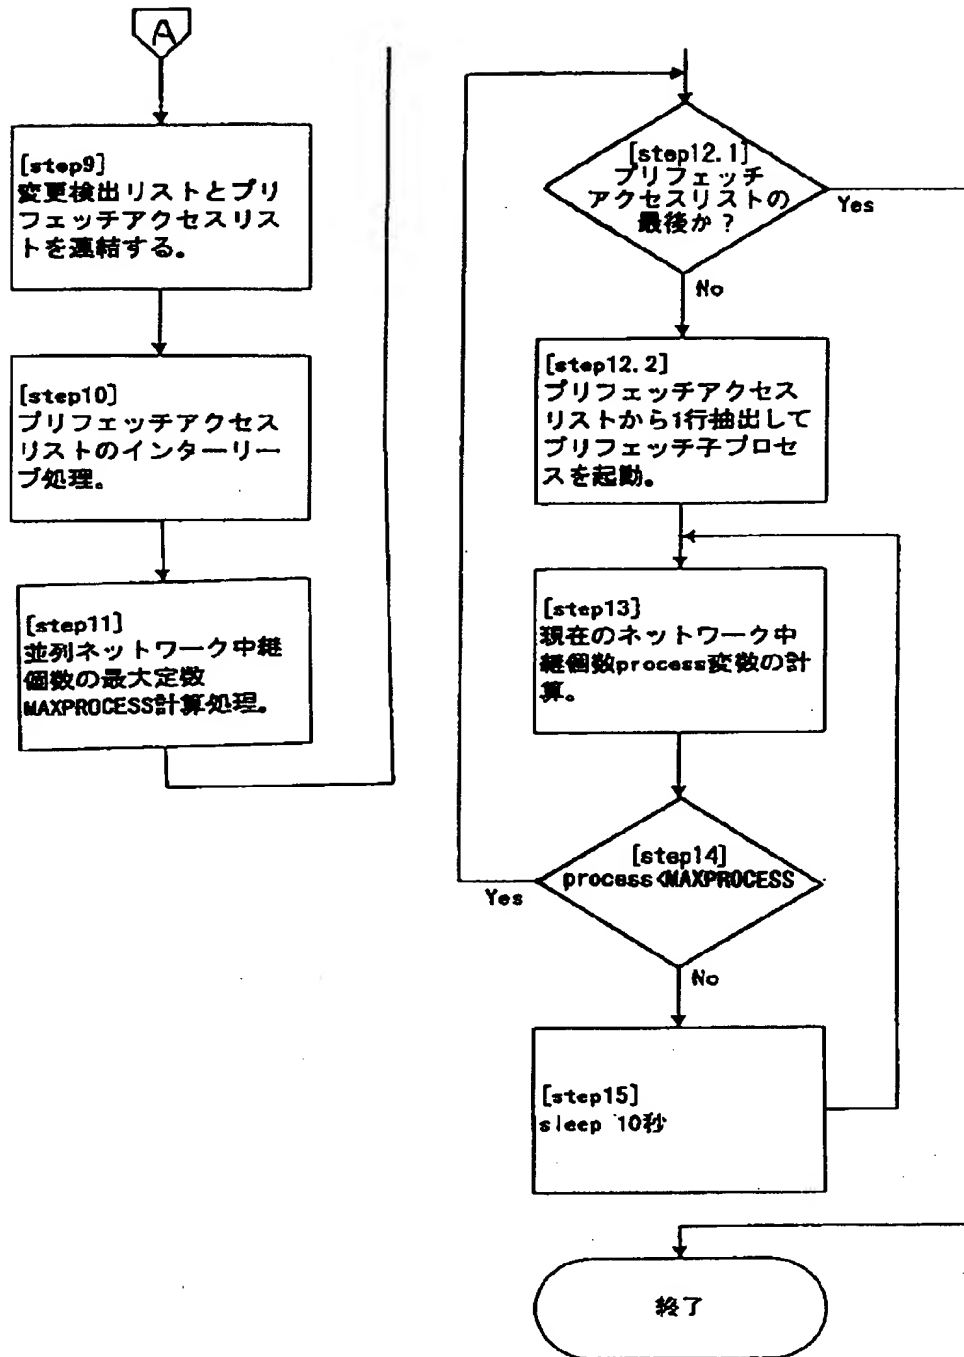 A
[step9]
変更検出リストとプリ
フェッチアクセスリス
トを連結する。
[step10]
プリフェッチアクセス
リストのインターリー
ブ処理。
[step11]
並列ネットワーク中継
個数の最大定数
MAXPROCESS計算処理。
[step12.1]
プリフェッチ
アクセスリストの
最後か？
Yes
No
[step12.2]
プリフェッチアクセス
リストから1行抽出して
プリフェッチ子プロセ
スを起動。
[step13]
現在のネットワーク中
継個数process変数の計
算。
[step14]
process<MAXPROCESS
Yes
No
[step15]
sleep 10秒
終了